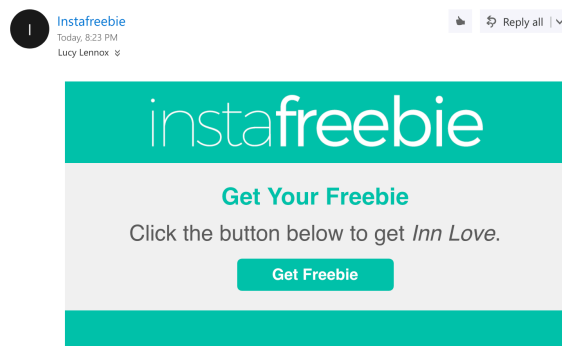 I
Instafreebie
Today, 8:23 PM
Lucy Lennox
Reply all
instafreebie
Get Your Freebie
Click the button below to get Inn Love.
Get Freebie